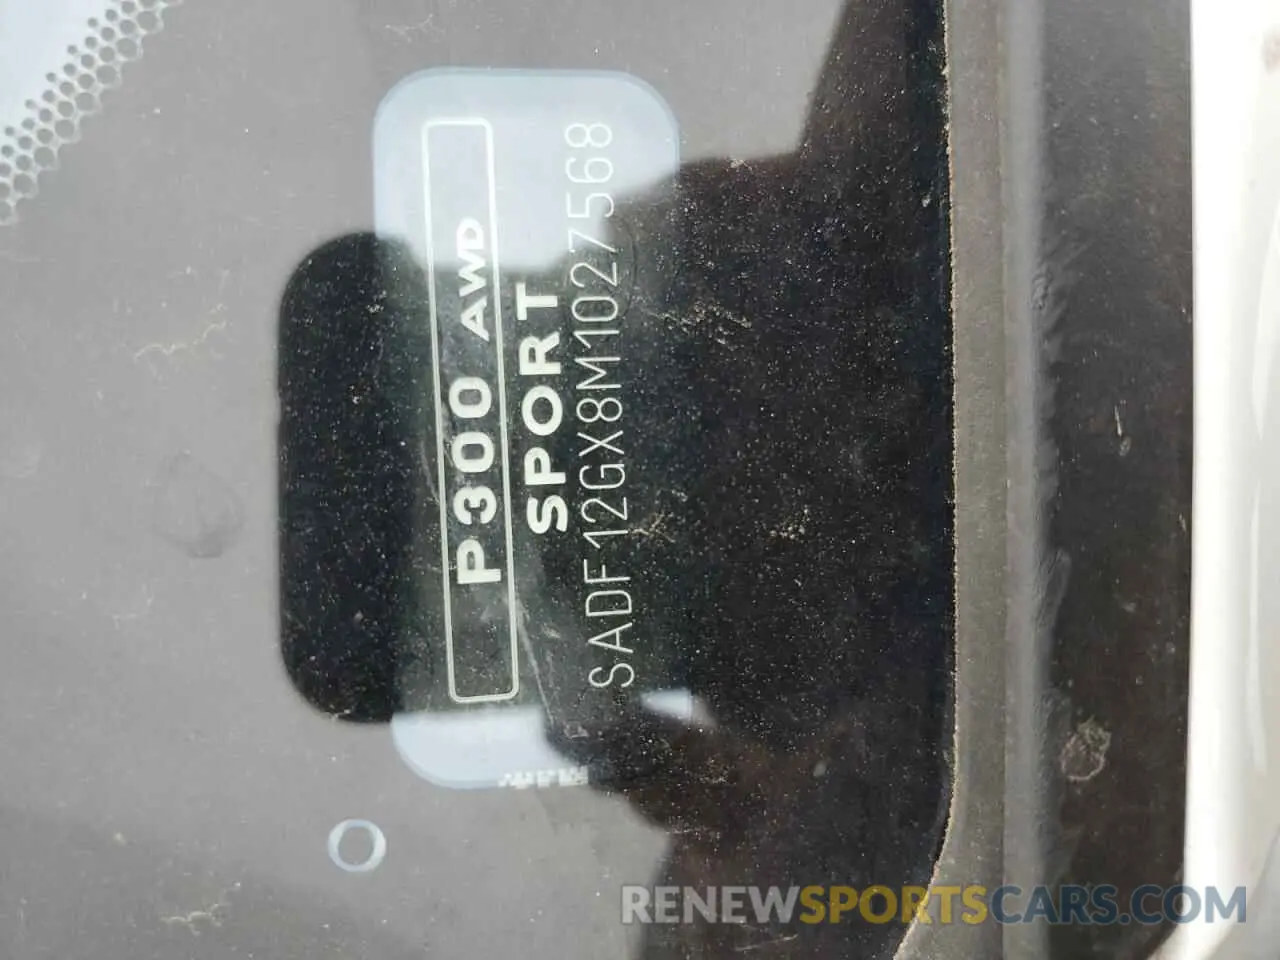 P300 AWD
SPORT
SADF12GX8M1027568
RENEWSPORTSCARS.COM